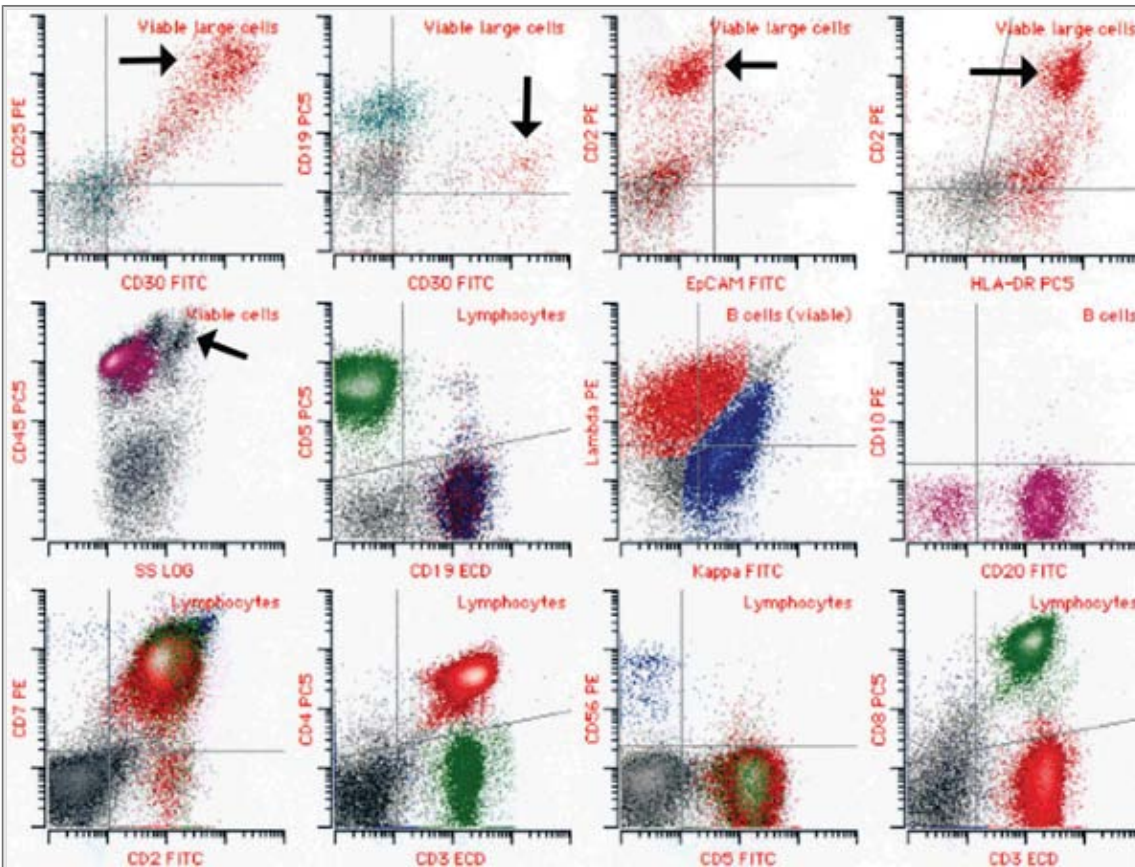 Viable large cells
CD25 PE
CD30 FITC
Viable large cells
CD19 PC5
CD30 FITC
Viable large cells
CD2 PE
EpCAM FITC
Viable large cells
CD2 PE
HLA-DR PC5
Viable cells
CD45 PC5
SS LOG
Lymphocytes
CD5 PC5
CD19 ECD
B cells (viable)
Lambda PE
Kappa FITC
B cells
CD10 PE
CD20 FITC
Lymphocytes
CD7 PE
CD2 FITC
Lymphocytes
CD4 PC5
CD3 ECD
Lymphocytes
CD56 PE
CD5 FITC
Lymphocytes
CD8 PC5
CD3 ECD